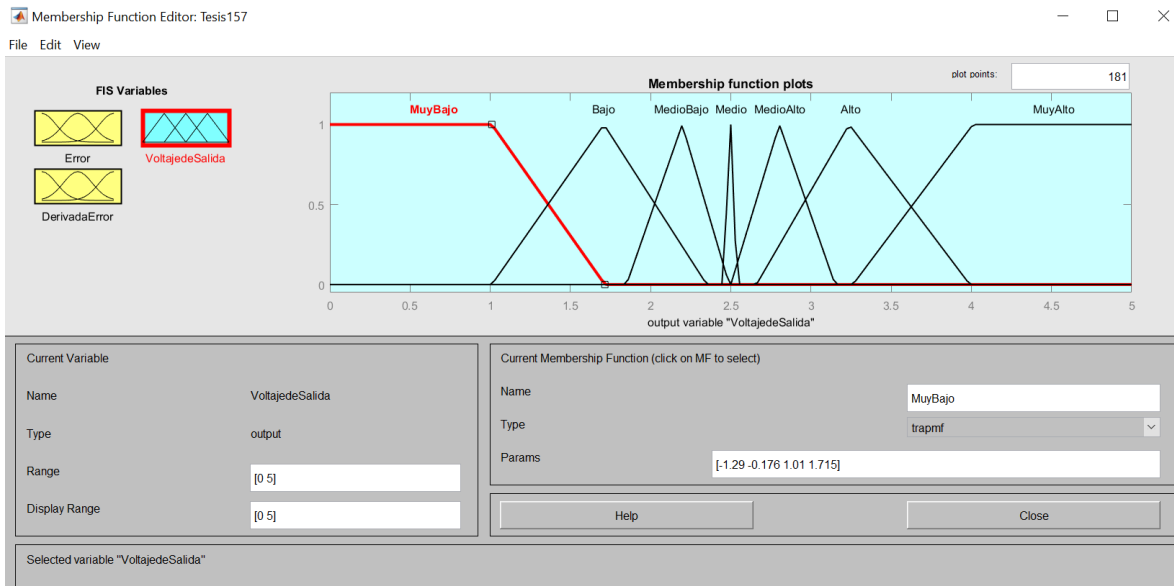 Membership Function Editor: Tesis157
File Edit View
FIS Variables
Error
VoltajedeSalida
DerivadaError
Membership function plots
plot points:
181
MuyBajo Bajo MedioBajo Medio MedioAlto Alto MuyAlto
1
0.5
0
0 0.5 1 1.5 2 2.5 3 3.5 4 4.5 5
output variable "VoltajedeSalida"
Current Variable
Name VoltajedeSalida
Type output
Range [0 5]
Display Range [0 5]
Current Membership Function (click on MF to select)
Name MuyBajo
Type trapmf
Params [-1.29 -0.176 1.01 1.715]
Help Close
Selected variable "VoltajedeSalida"